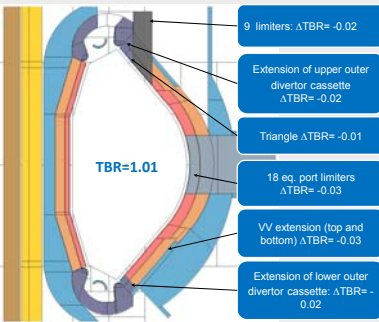 9 limiters: ΔTBR= -0.02
Extension of upper outer
divertor cassette
ΔTBR= -0.02
Triangle ΔTBR= -0.01
TBR=1.01
18 eq. port limiters
ΔTBR= -0.03
VV extension (top and
bottom) ΔTBR= -0.03
Extension of lower outer
divertor cassette: ΔTBR= -
0.02